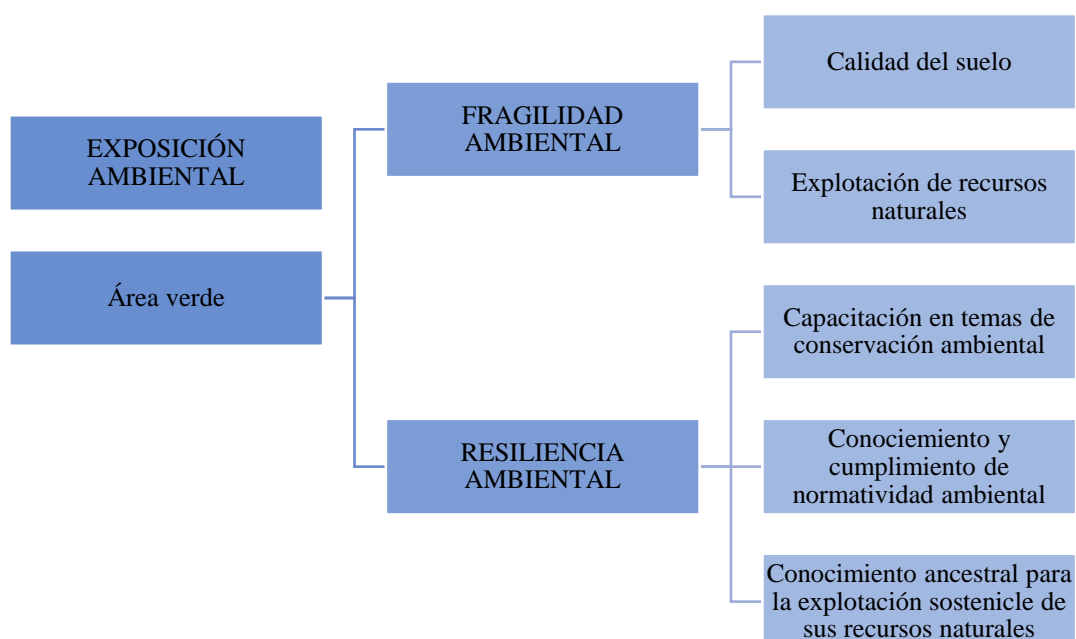 EXPOSICIÓN
AMBIENTAL
Área verde
FRAGILIDAD
AMBIENTAL
Calidad del suelo
Explotación de recursos
naturales
RESILIENCIA
AMBIENTAL
Capacitación en temas de
conservación ambiental
Conociemiento y
cumplimiento de
normatividad ambiental
Conocimiento ancestral para
la explotación sostenicle de
sus recursos naturales